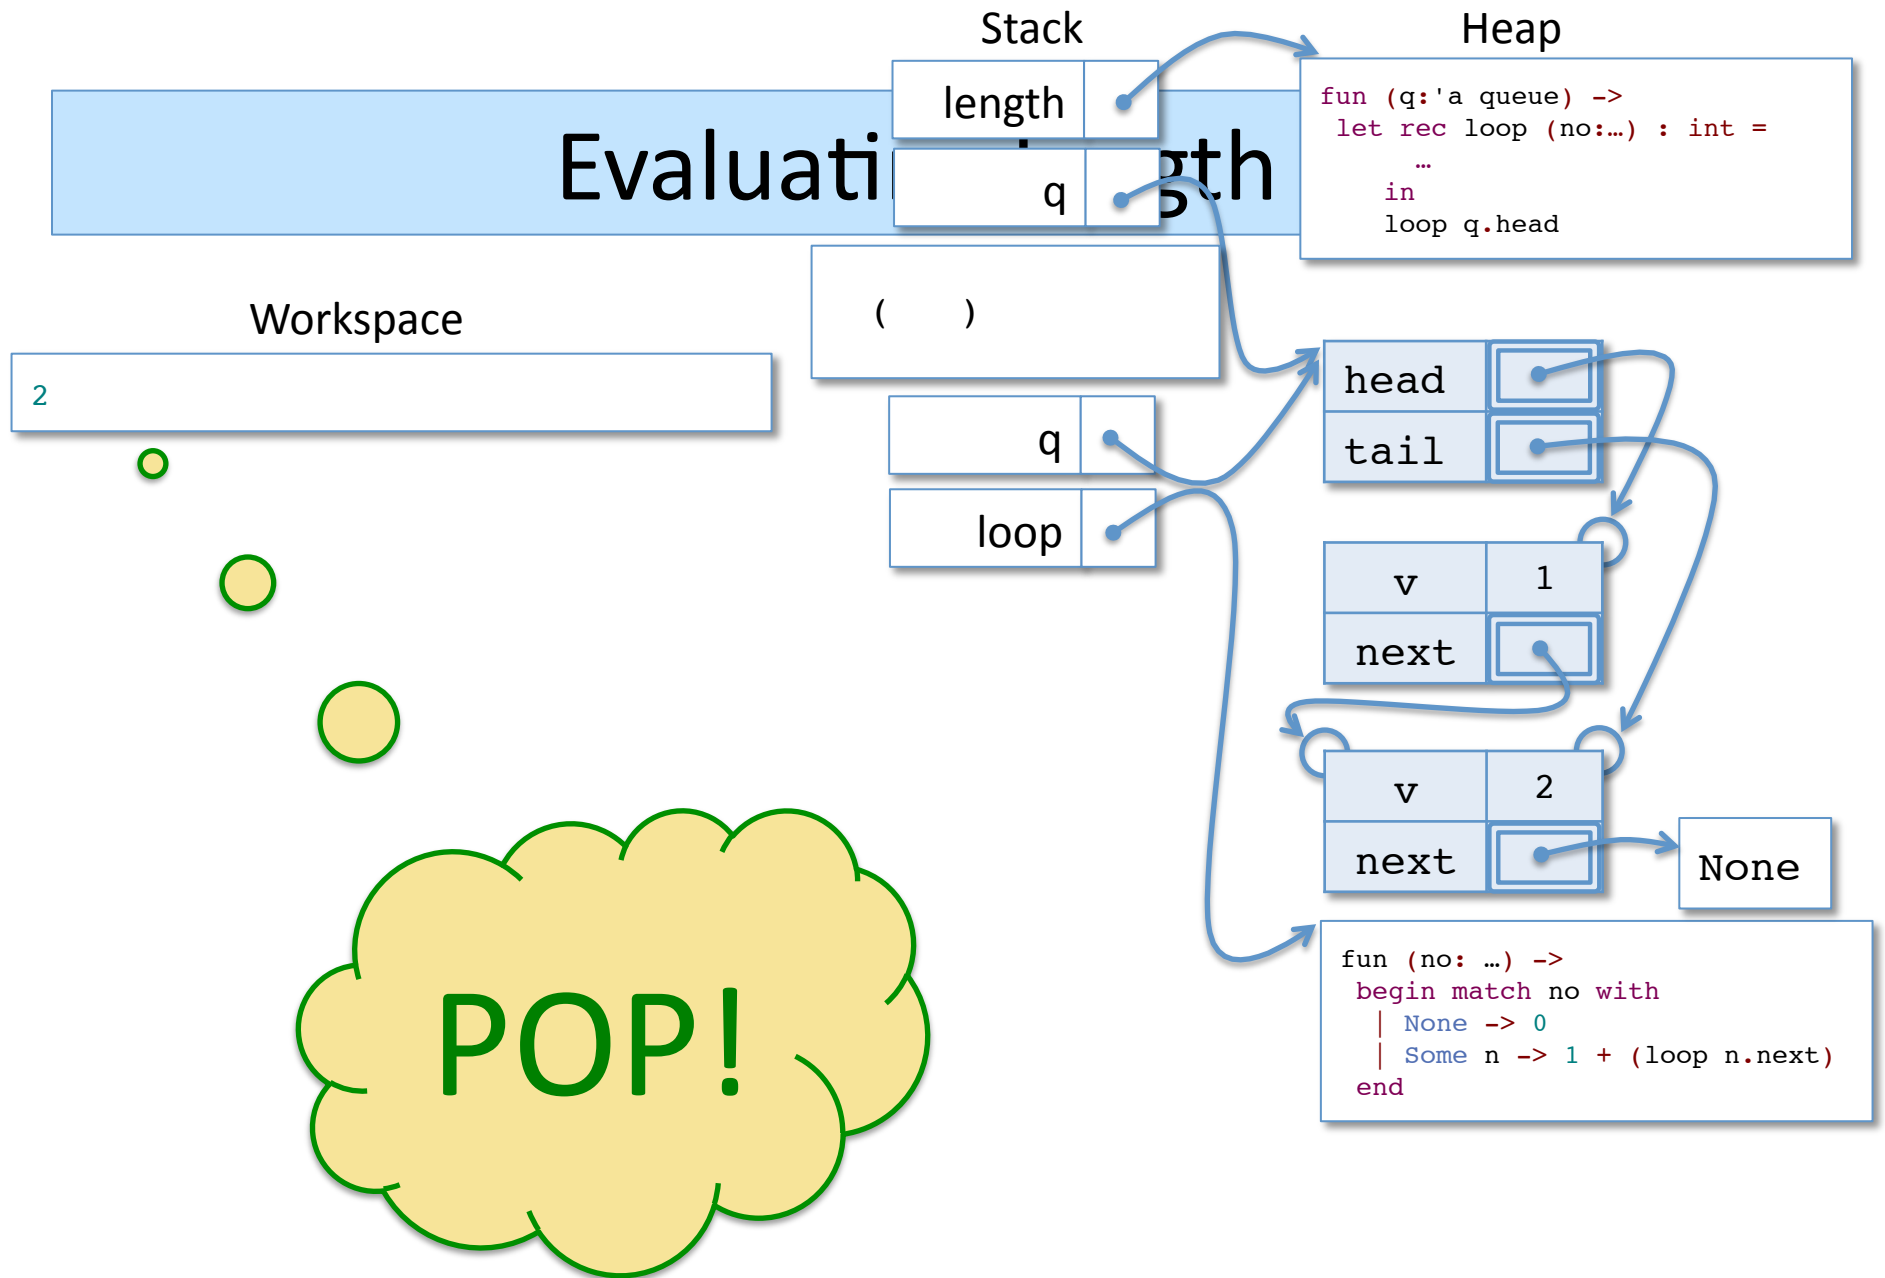 Stack
Heap
length
fun (q:'a queue) ->
let rec loop (no:…) : int =
…
in
loop q.head
gth
q
( )
Workspace
2
head
tail
q
loop
v 1
next
v 2
next
None
fun (no: …) ->
begin match no with
| None -> 0
| Some n -> 1 + (loop n.next)
end
POP!